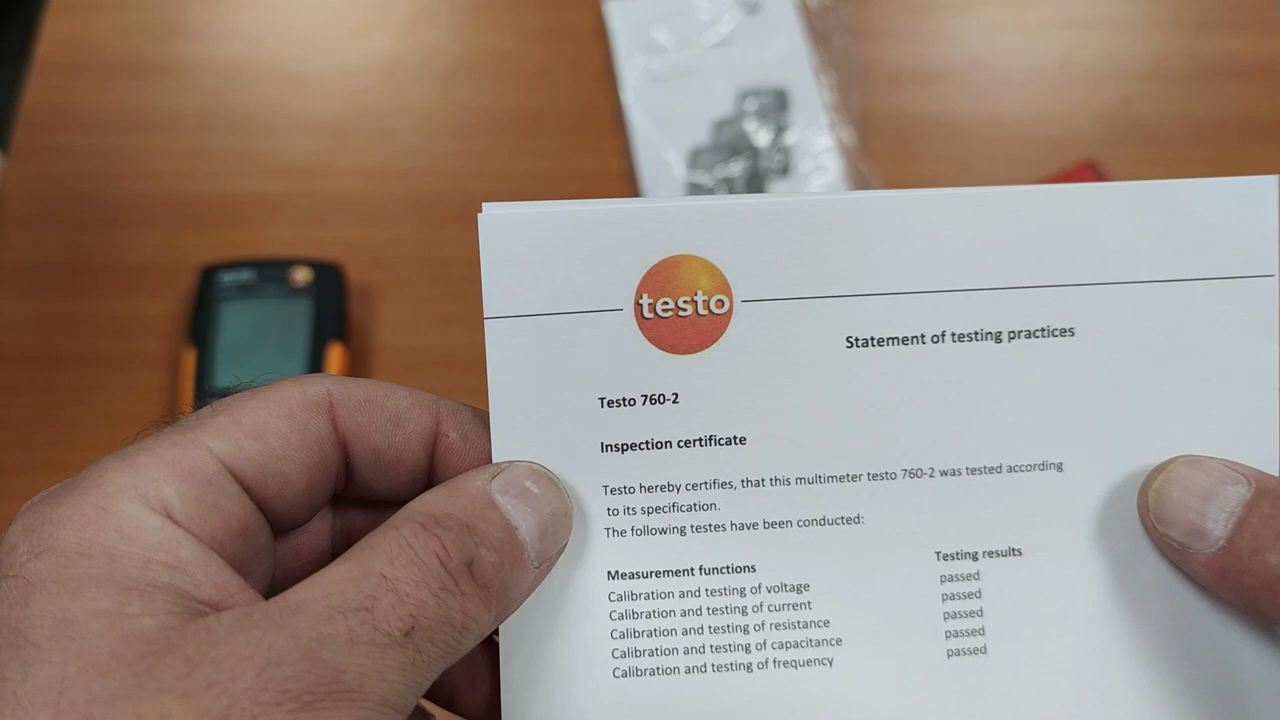 testo
Statement of testing practices
Testo 760-2
Inspection certificate
Testo hereby certifies, that this multimeter testo 760-2 was tested according
to its specification.
The following testes have been conducted:
Measurement functions Testing results
Calibration and testing of voltage passed
Calibration and testing of current passed
Calibration and testing of resistance passed
Calibration and testing of capacitance passed
Calibration and testing of frequency passed